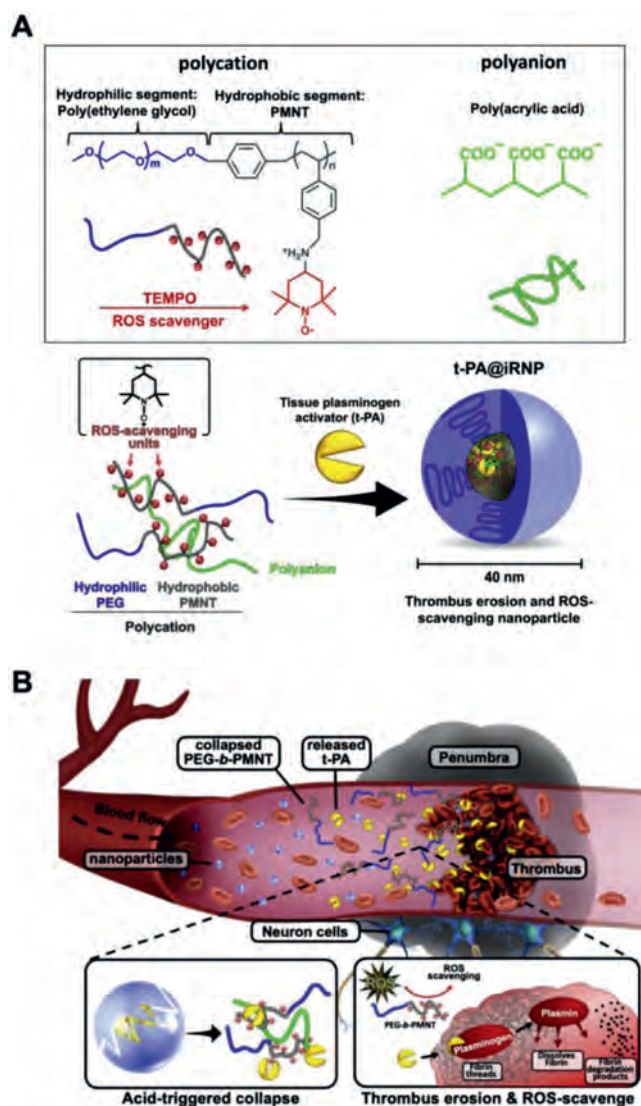 A
polycation
polyanion
Hydrophilic segment:
Poly(ethylene glycol)
Hydrophobic segment:
PMNT
Poly(acrylic acid)
O
O
m
O
n
COO⁻ COO⁻ COO⁻
⁺H₂N
TEMPO
ROS scavenger
N
O•
N
O
ROS-scavenging
units
Tissue plasminogen
activator (t-PA)
t-PA@iRNP
Polyanion
Hydrophilic
PEG
Hydrophobic
PMNT
Polycation
40 nm
Thrombus erosion and ROS-
scavenging nanoparticle
B
collapsed
PEG-b-PMNT
released
t-PA
Penumbra
Blood flow
nanoparticles
Thrombus
Neuron cells
ROS
scavenging
PEG-b-PMNT
Plasmin
Plasminogen
Fibrin
threads
Dissolves
Fibrin
Fibrin
degradation
products
Acid-triggered collapse
Thrombus erosion & ROS-scavenge